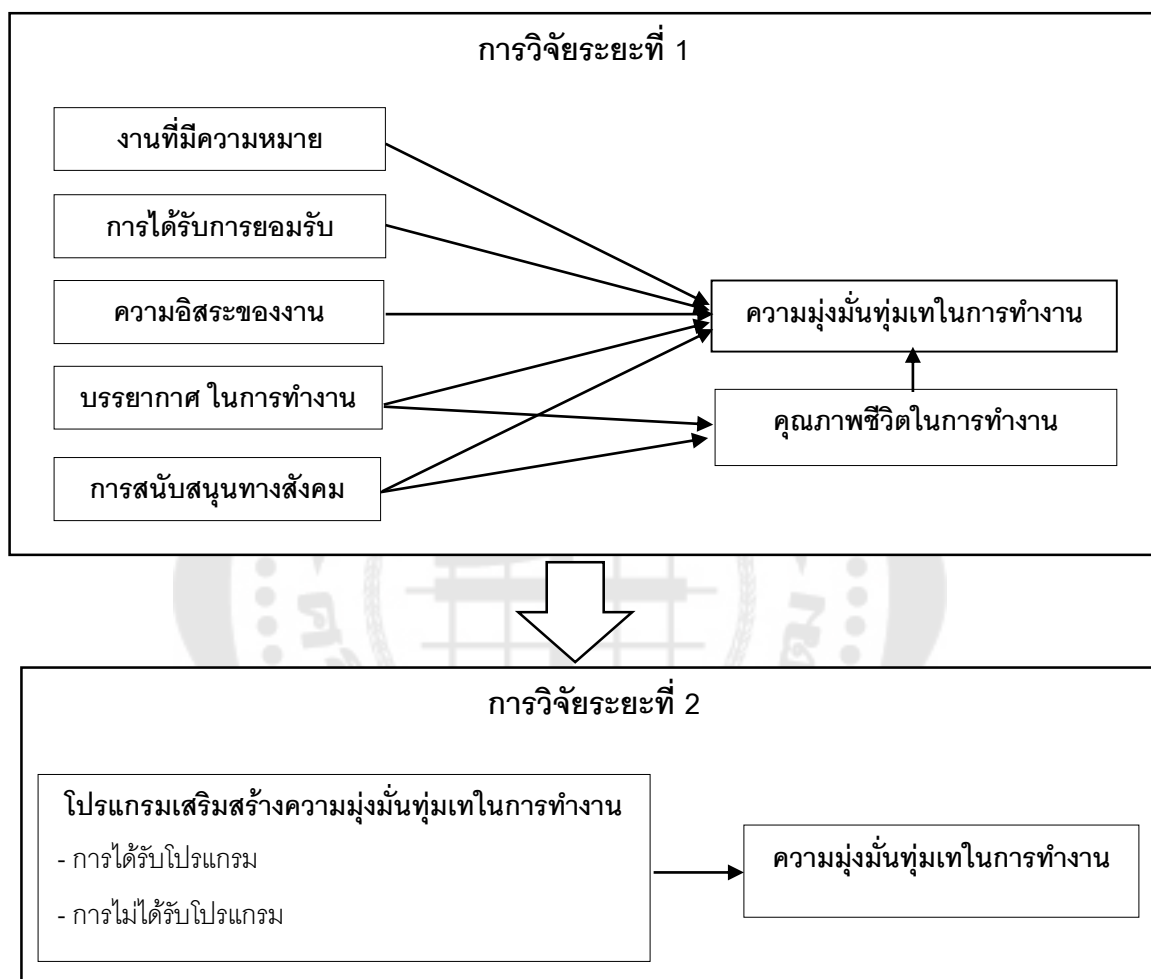 การวิจัยระยะที่ 1
งานที่มีความหมาย
การได้รับการยอมรับ
ความอิสระของงาน
ความมุ่งมั่นทุ่มเทในการทำงาน
บรรยากาศ ในการทำงาน
คุณภาพชีวิตในการทำงาน
การสนับสนุนทางสังคม
การวิจัยระยะที่ 2
โปรแกรมเสริมสร้างความมุ่งมั่นทุ่มเทในการทำงาน
- การได้รับโปรแกรม
- การไม่ได้รับโปรแกรม
ความมุ่งมั่นทุ่มเทในการทำงาน